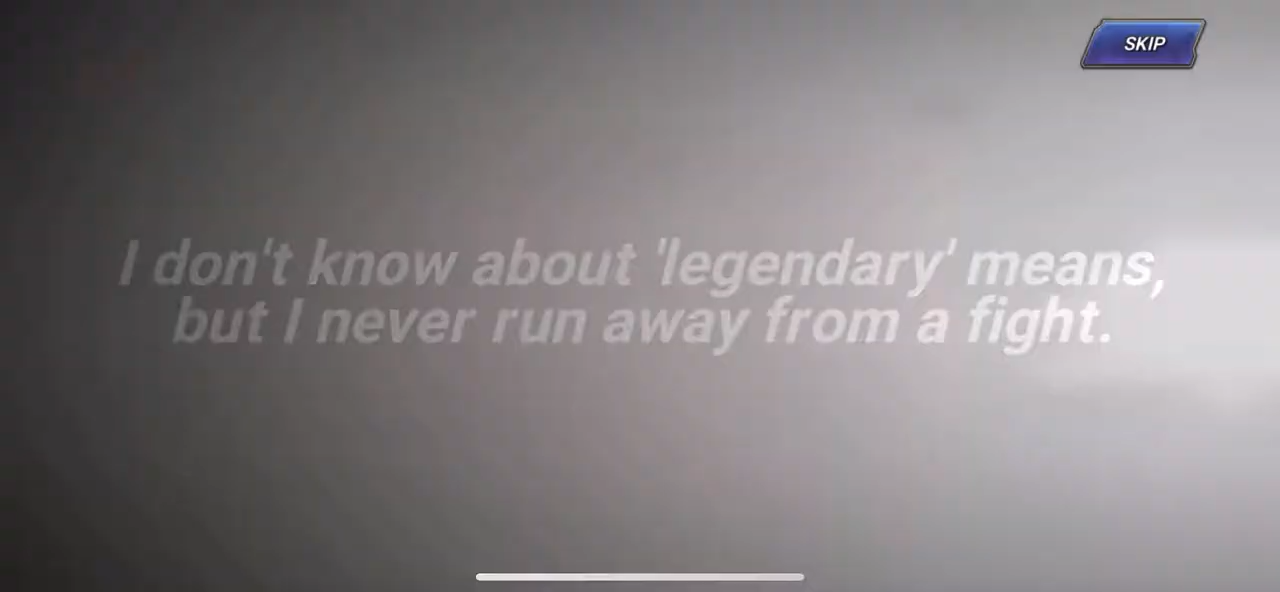 SKIP
I don't know about 'legendary' means,
but I never run away from a fight.